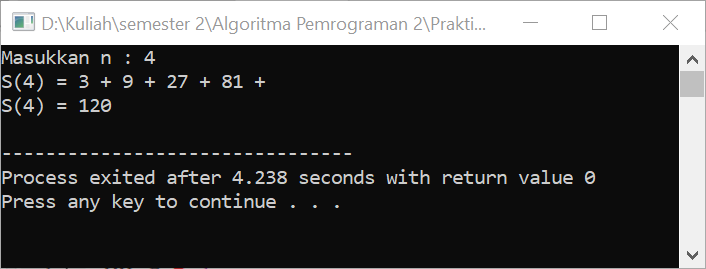 D:\Kuliah\semester 2\Algoritma Pemrograman 2\Prakti...
Masukkan n : 4
S(4) = 3 + 9 + 27 + 81 +
S(4) = 120
--------------------------------
Process exited after 4.238 seconds with return value 0
Press any key to continue . . .